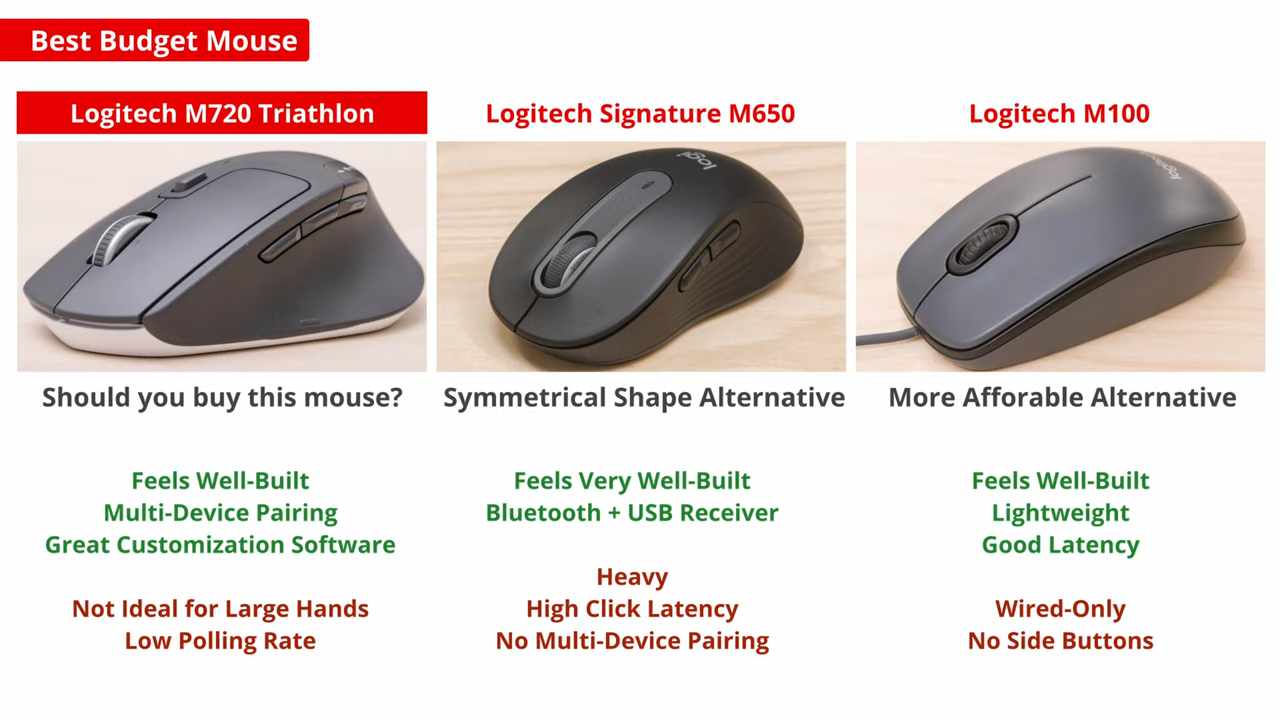 Best Budget Mouse
Logitech M720 Triathlon
Logitech Signature M650
Logitech M100
logi
Logitech
Should you buy this mouse?
Symmetrical Shape Alternative
More Afforable Alternative
Feels Well-Built
Multi-Device Pairing
Great Customization Software
Not Ideal for Large Hands
Low Polling Rate
Feels Very Well-Built
Bluetooth + USB Receiver
Heavy
High Click Latency
No Multi-Device Pairing
Feels Well-Built
Lightweight
Good Latency
Wired-Only
No Side Buttons